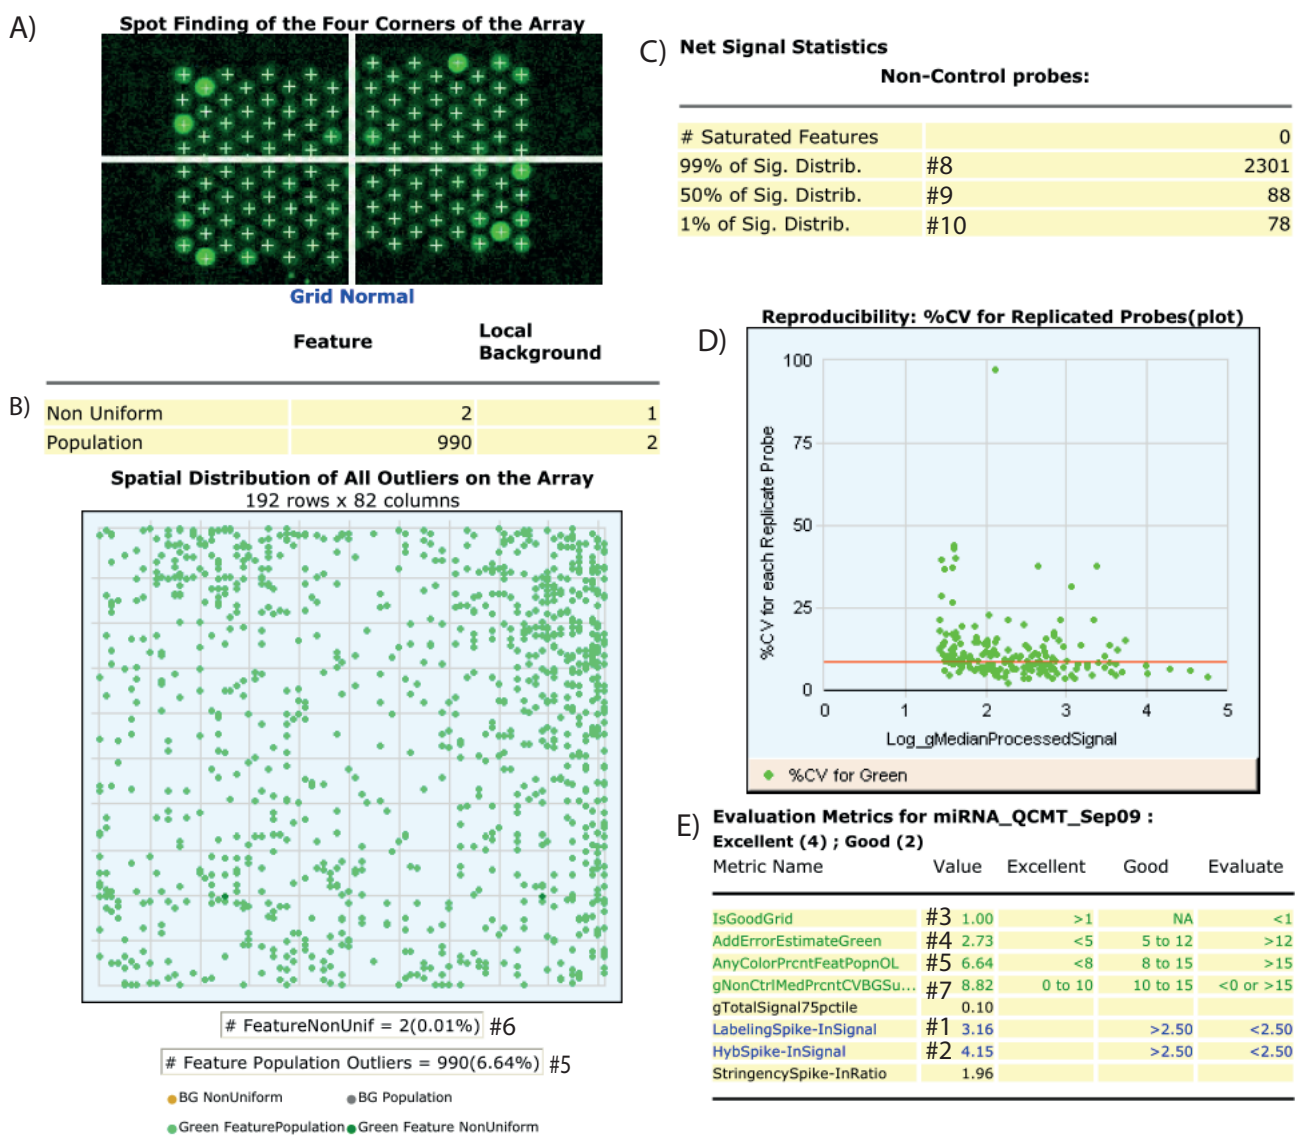 A)
Spot Finding of the Four Corners of the Array
Grid Normal
Feature Local Background
B)
Non Uniform 2 1
Population 990 2
Spatial Distribution of All Outliers on the Array
192 rows x 82 columns
# FeatureNonUnif = 2(0.01%) #6
# Feature Population Outliers = 990(6.64%) #5
BG NonUniform BG Population
Green FeaturePopulation Green Feature NonUniform
C) Net Signal Statistics
Non-Control probes:
# Saturated Features 0
99% of Sig. Distrib. #8 2301
50% of Sig. Distrib. #9 88
1% of Sig. Distrib. #10 78
D)
Reproducibility: %CV for Replicated Probes(plot)
%CV for each Replicate Probe
100
75
50
25
0
0 1 2 3 4 5
Log_gMedianProcessedSignal
%CV for Green
E) Evaluation Metrics for miRNA_QCMT_Sep09 :
Excellent (4) ; Good (2)
Metric Name Value Excellent Good Evaluate
IsGoodGrid #3 1.00 >1 NA <1
AddErrorEstimateGreen #4 2.73 <5 5 to 12 >12
AnyColorPrcntFeatPopnOL #5 6.64 <8 8 to 15 >15
gNonCtrlMedPrcntCVBGSu... #7 8.82 0 to 10 10 to 15 <0 or >15
gTotalSignal75pctile 0.10
LabelingSpike-InSignal #1 3.16 >2.50 <2.50
HybSpike-InSignal #2 4.15 >2.50 <2.50
StringencySpike-InRatio 1.96